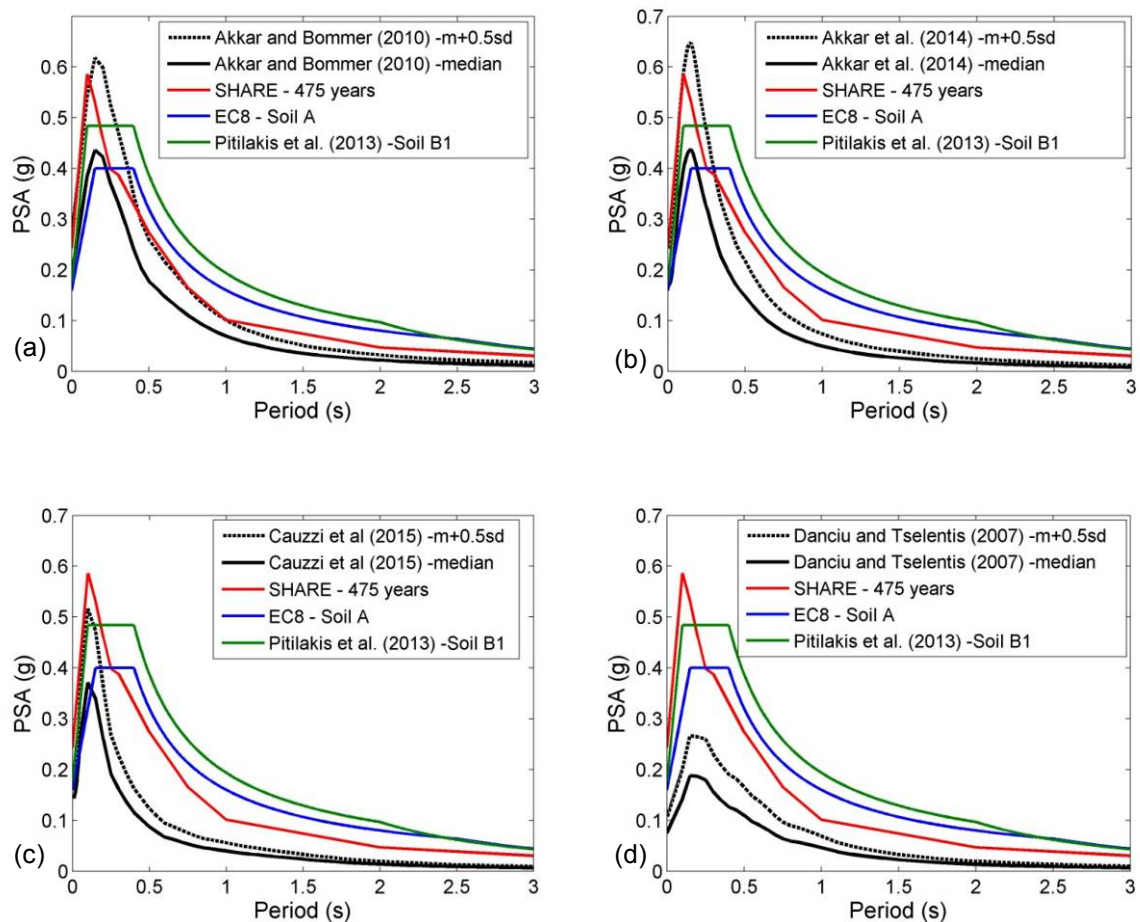 0.7
0.6
0.5
0.4
0.3
0.2
0.1
0
PSA (g)
Akkar and Bommer (2010) -m+0.5sd
Akkar and Bommer (2010) -median
SHARE - 475 years
EC8 - Soil A
Pitilakis et al. (2013) -Soil B1
(a)
0 0.5 1 1.5 2 2.5 3
Period (s)
0.7
0.6
0.5
0.4
0.3
0.2
0.1
0
PSA (g)
Akkar et al. (2014) -m+0.5sd
Akkar et al. (2014) -median
SHARE - 475 years
EC8 - Soil A
Pitilakis et al. (2013) -Soil B1
(b)
0 0.5 1 1.5 2 2.5 3
Period (s)
0.7
0.6
0.5
0.4
0.3
0.2
0.1
0
PSA (g)
Cauzzi et al (2015) -m+0.5sd
Cauzzi et al (2015) -median
SHARE - 475 years
EC8 - Soil A
Pitilakis et al. (2013) -Soil B1
(c)
0 0.5 1 1.5 2 2.5 3
Period (s)
0.7
0.6
0.5
0.4
0.3
0.2
0.1
0
PSA (g)
Danciu and Tselentis (2007) -m+0.5sd
Danciu and Tselentis (2007) -median
SHARE - 475 years
EC8 - Soil A
Pitilakis et al. (2013) -Soil B1
(d)
0 0.5 1 1.5 2 2.5 3
Period (s)